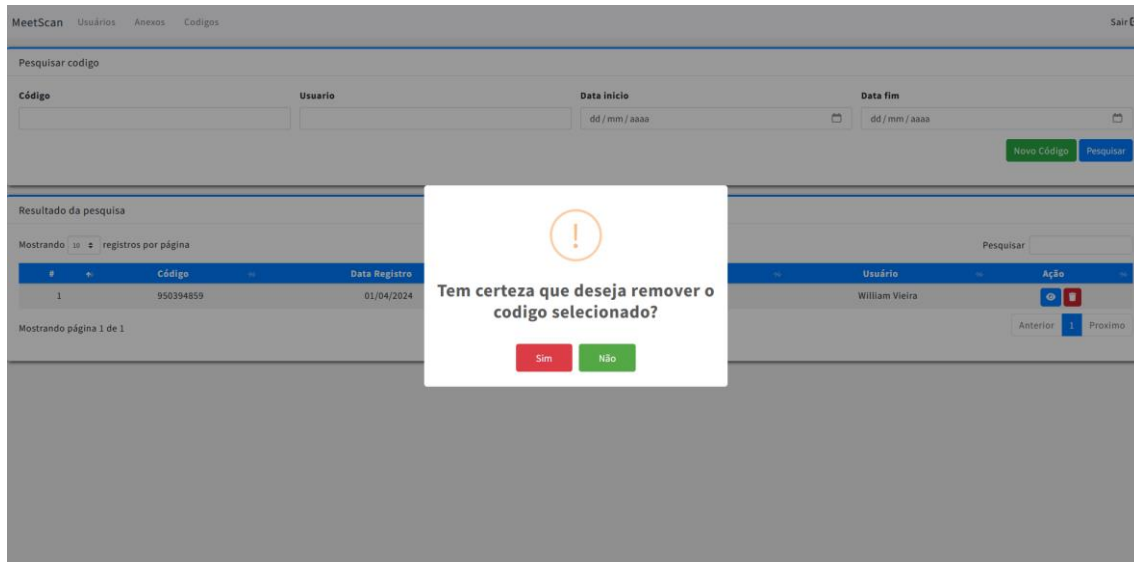 MeetScan Usuários Anexos Codigos Sair
Pesquisar codigo
Código Usuario Data inicio Data fim
dd / mm / aaaa dd / mm / aaaa
Novo Código Pesquisar
Resultado da pesquisa
Mostrando 10 registros por página Pesquisar
# Código Data Registro Usuário Ação
1 950394859 01/04/2024 William Vieira
Tem certeza que deseja remover o
codigo selecionado?
Mostrando página 1 de 1 Anterior 1 Proximo
Sim Não